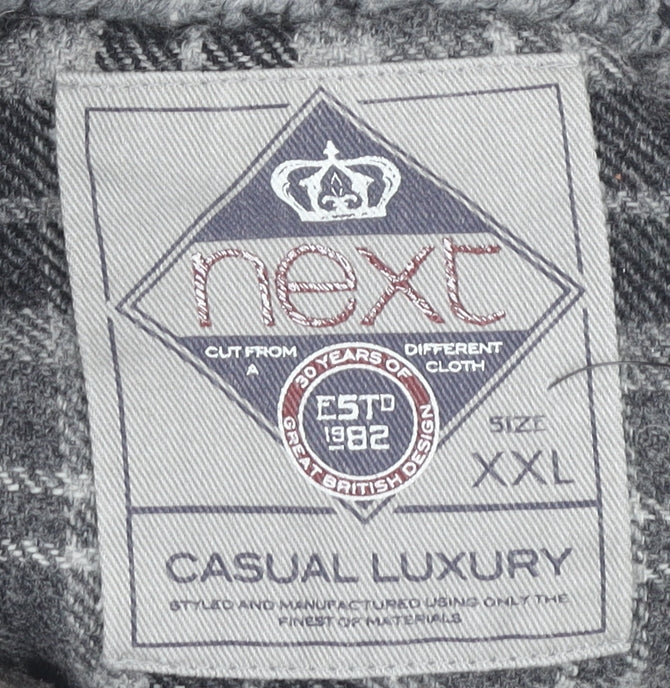 next
CUT FROM
A
DIFFERENT
CLOTH
30 YEARS OF
GREAT BRITISH DESIGN
ESTD
1982
SIZE
XXL
CASUAL LUXURY
STYLED AND MANUFACTURED USING ONLY THE
FINEST OF MATERIALS